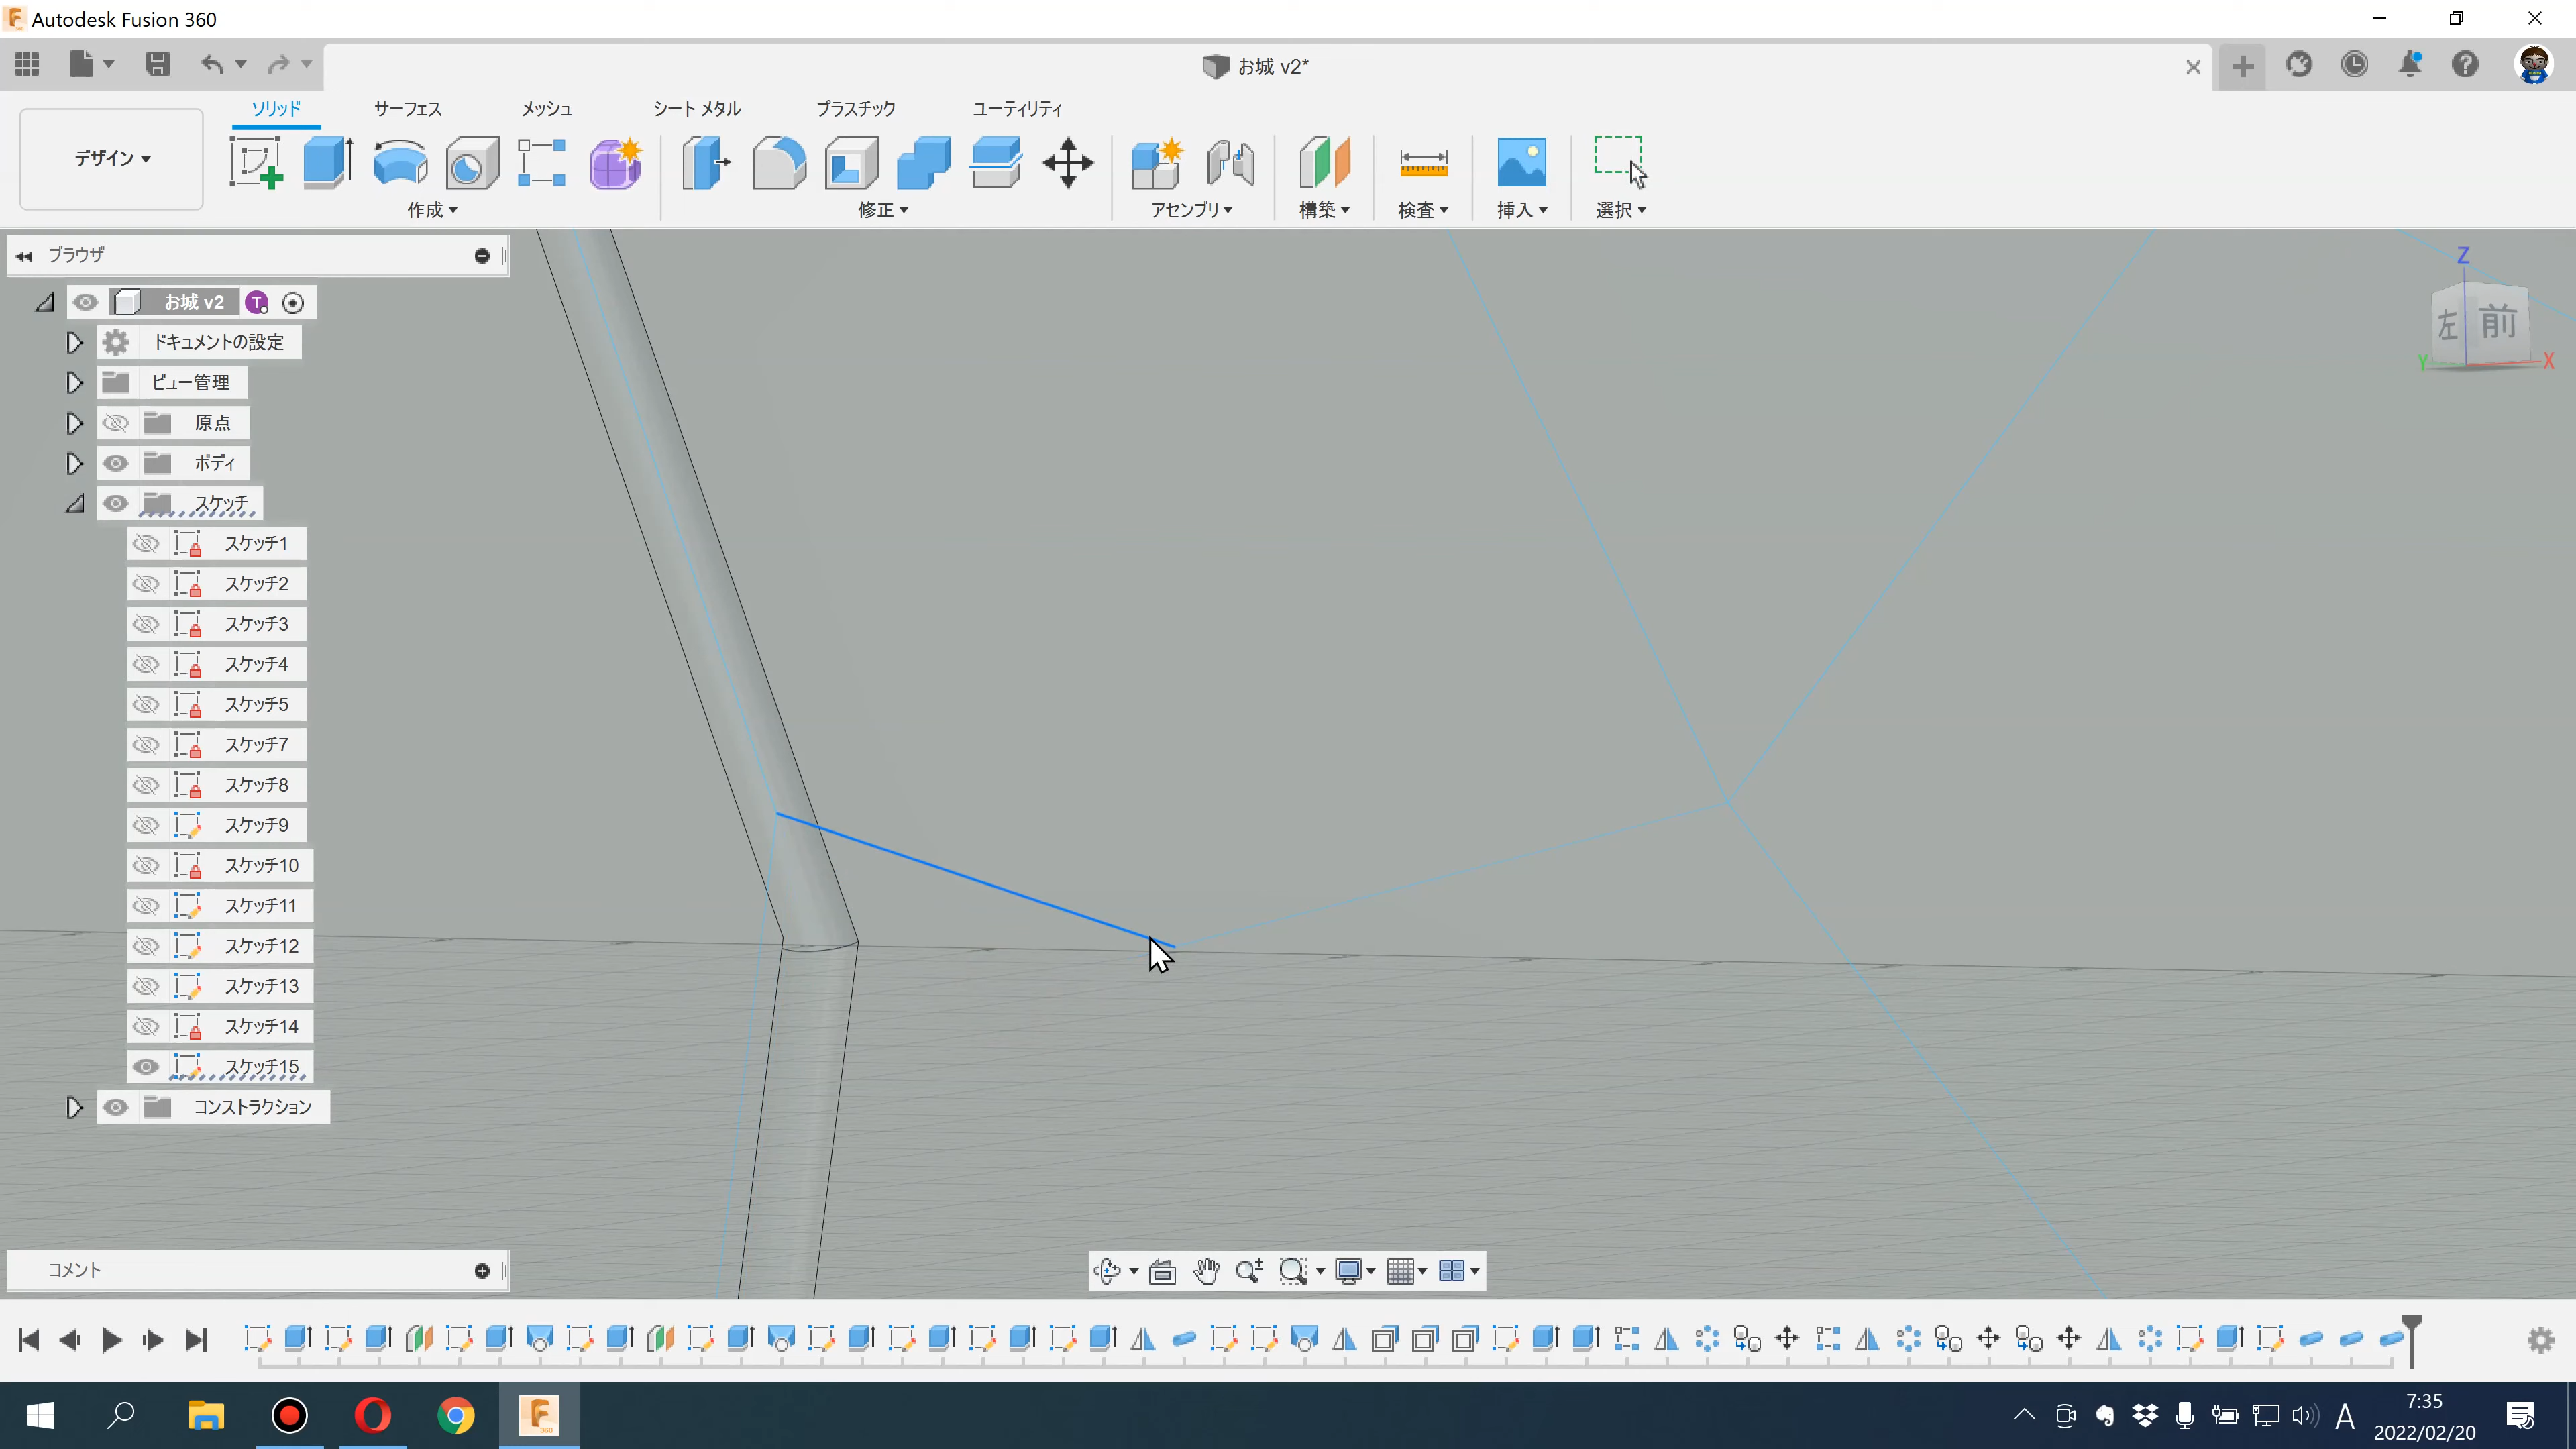 Autodesk Fusion 360
お城 v2*
ソリッド
サーフェス
メッシュ
シート メタル
プラスチック
ユーティリティ
デザイン
作成
修正
アセンブリ
構築
検査
挿入
選択
ブラウザ
お城 v2
T
ドキュメントの設定
ビュー管理
原点
ボディ
スケッチ
スケッチ1
スケッチ2
スケッチ3
スケッチ4
スケッチ5
スケッチ7
スケッチ8
スケッチ9
スケッチ10
スケッチ11
スケッチ12
スケッチ13
スケッチ14
スケッチ15
コンストラクション
Z
左
前
Y
X
コメント
F
360
A
7:35
2022/02/20